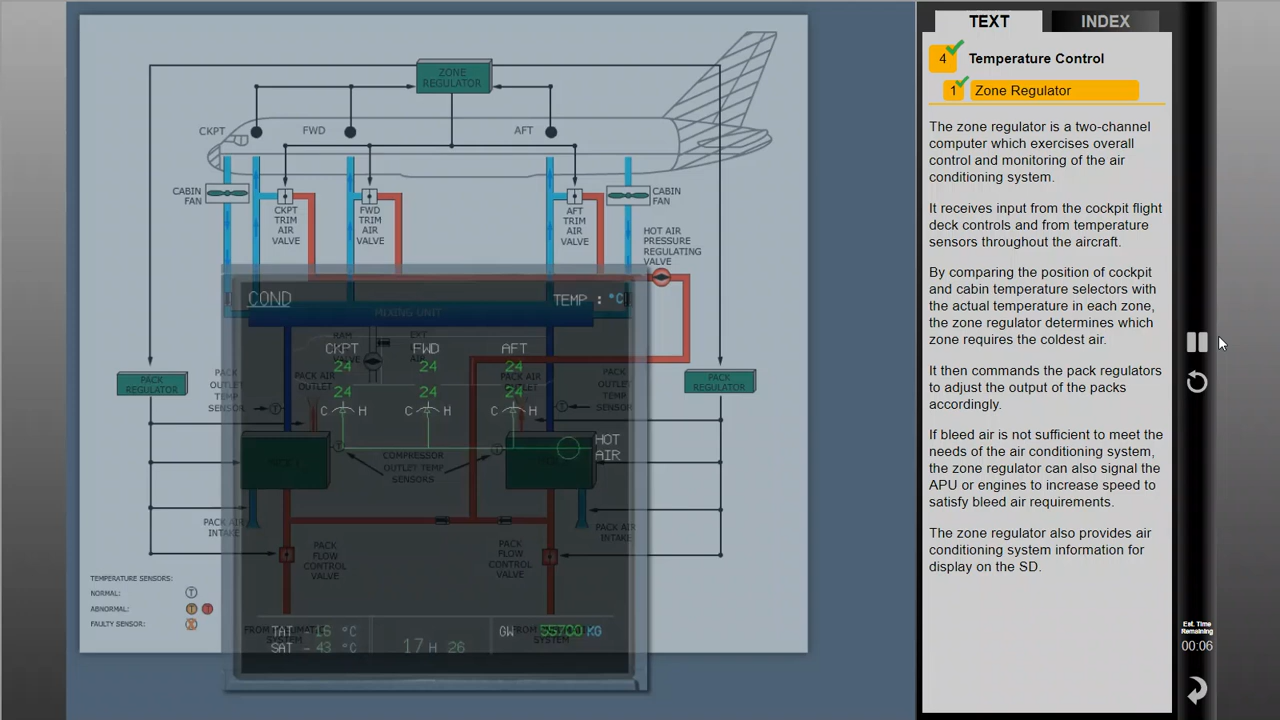 TEXT
INDEX
4
Temperature Control
1
Zone Regulator
The zone regulator is a two-channel
computer which exercises overall
control and monitoring of the air
conditioning system.
It receives input from the cockpit flight
deck controls and from temperature
sensors throughout the aircraft.
By comparing the position of cockpit
and cabin temperature selectors with
the actual temperature in each zone,
the zone regulator determines which
zone requires the coldest air.
It then commands the pack regulators
to adjust the output of the packs
accordingly.
If bleed air is not sufficient to meet the
needs of the air conditioning system,
the zone regulator can also signal the
APU or engines to increase speed to
satisfy bleed air requirements.
The zone regulator also provides air
conditioning system information for
display on the SD.
Est. Time
Remaining
00:06
ZONE
REGULATOR
CKPT
FWD
AFT
CABIN
FAN
CKPT
TRIM
AIR
VALVE
FWD
TRIM
AIR
VALVE
AFT
TRIM
AIR
VALVE
CABIN
FAN
HOT AIR
PRESSURE
REGULATING
VALVE
COND
TEMP : °C
MIXING UNIT
CKPT
FWD
AFT
24
24
24
24
24
24
C H
C H
C H
HOT
AIR
PACK
REGULATOR
PACK
OUTLET
TEMP
SENSOR
PACK AIR
OUTLET
PACK
OUTLET
TEMP
SENSOR
PACK
REGULATOR
COMPRESSOR
OUTLET TEMP
SENSORS
PACK AIR
INTAKE
PACK
FLOW
CONTROL
VALVE
PACK
FLOW
CONTROL
VALVE
PACK AIR
INTAKE
TEMPERATURE SENSORS:
NORMAL: T
ABNORMAL: T T
FAULTY SENSOR:
TAT - 16 °C
SAT - 43 °C
17 H 26
GW 55700 KG